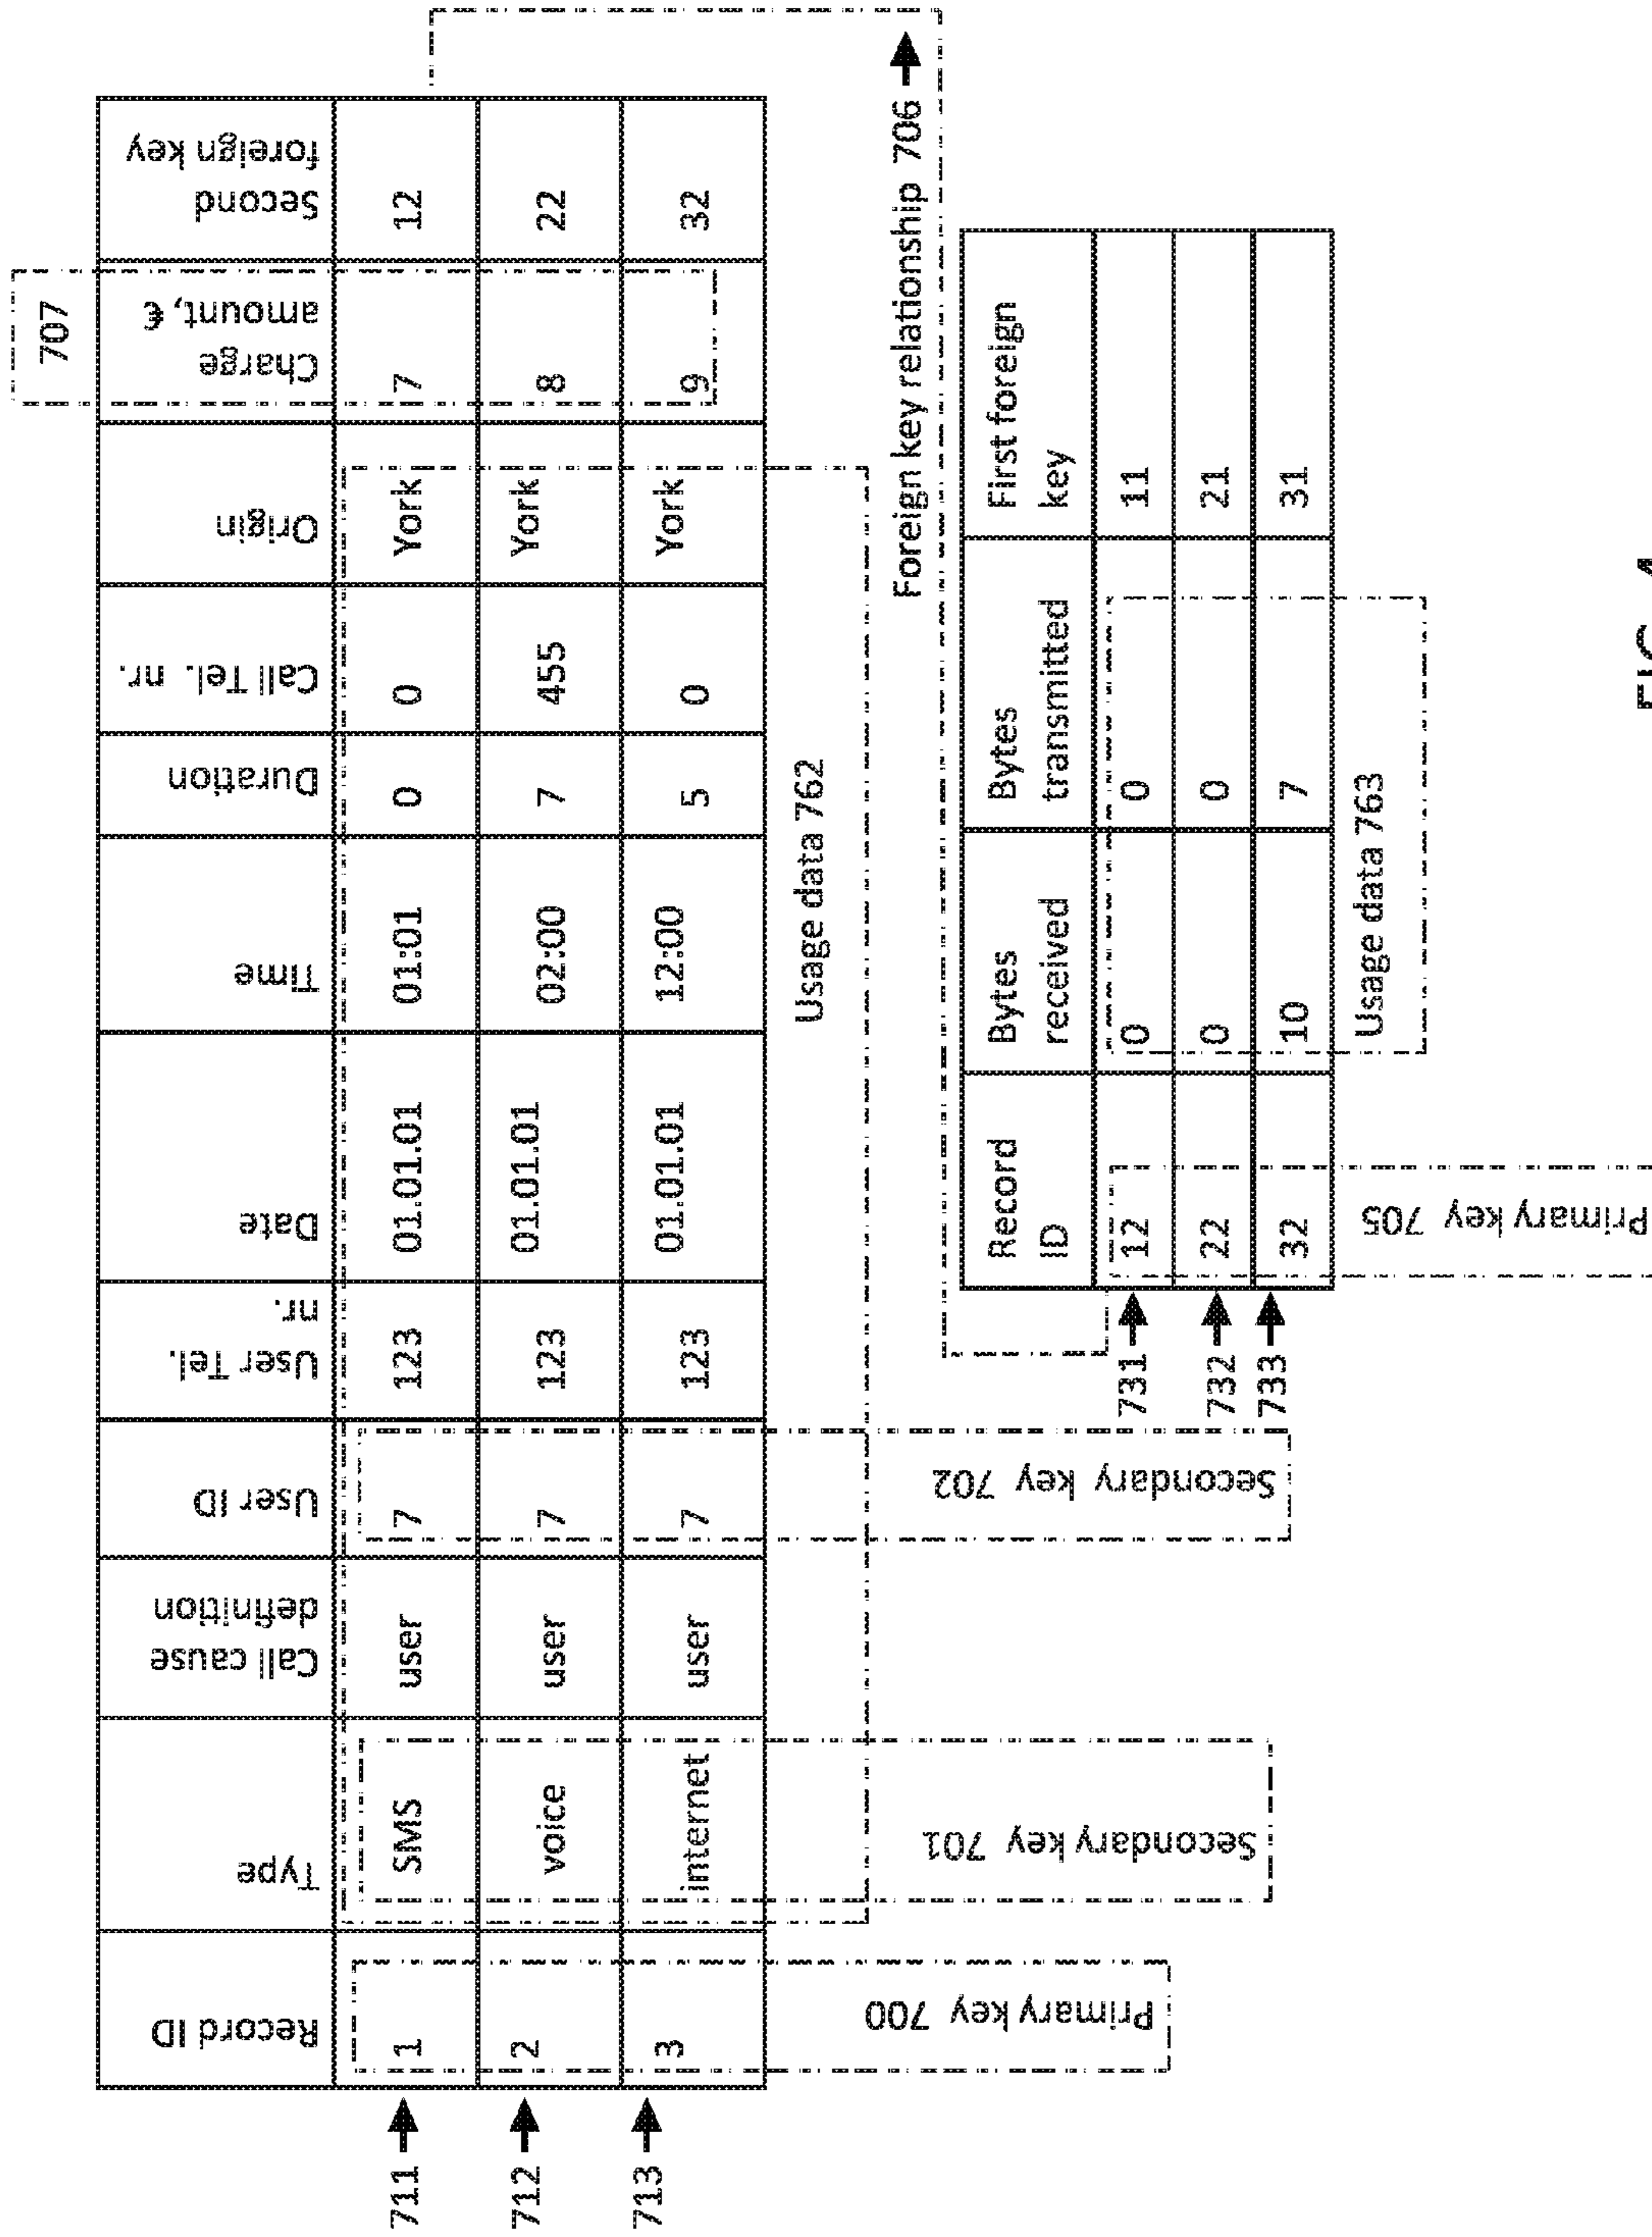 707
Record ID Type Call cause definition User ID User Tel. nr. Date Time Duration Call Tel. nr. Origin Charge amount, € Second foreign key
711 1 SMS user 7 123 01.01.01 01:01 0 0 York 7 12
712 2 voice user 7 123 01.01.01 02:00 7 455 York 8 22
713 3 internet user 7 123 01.01.01 12:00 5 0 York 9 32
Usage data 762
Primary key 700
Secondary key 701
Secondary key 702
Foreign key relationship 706
Record ID Bytes received Bytes transmitted First foreign key
731 12 0 0 11
732 22 0 0 21
733 32 10 7 31
Usage data 763
Primary key 705